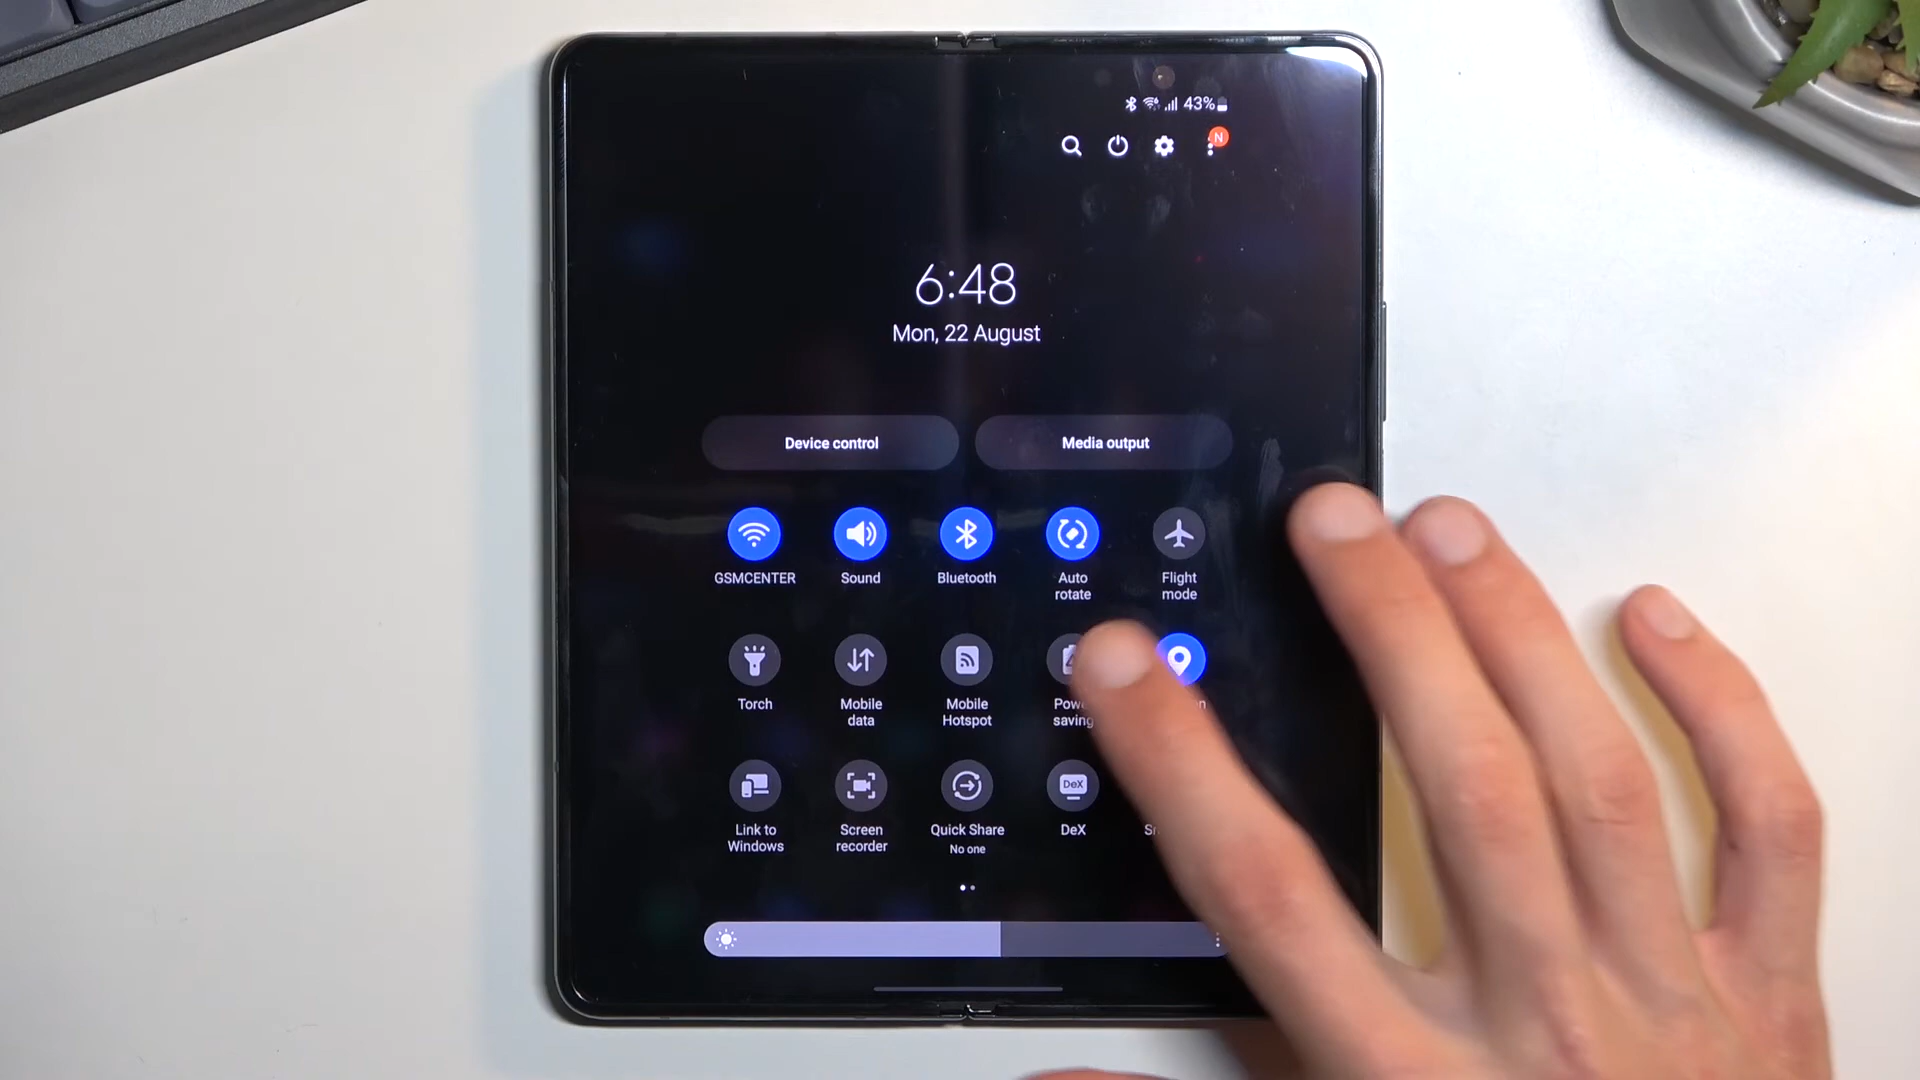 43%
N
6:48
Mon, 22 August
Device control
Media output
GSMCENTER
Sound
Bluetooth
Auto
rotate
Flight
mode
Torch
Mobile
data
Mobile
Hotspot
saving
Link to
Windows
Screen
recorder
Quick Share
No one
DeX
DeX